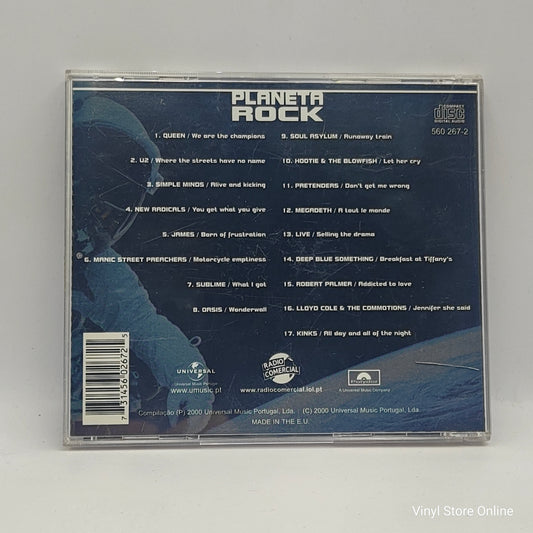 PLANETA
ROCK
COMPACT
disc
DIGITAL AUDIO
560 267-2
1. QUEEN / We are the champions
2. U2 / Where the streets have no name
3. SIMPLE MINDS / Alive and kicking
4. NEW RADICALS / You get what you give
5. JAMES / Born of frustration
6. MANIC STREET PREACHERS / Motorcycle emptiness
7. SUBLIME / What I got
8. OASIS / Wonderwall
9. SOUL ASYLUM / Runaway train
10. HOOTIE & THE BLOWFISH / Let her cry
11. PRETENDERS / Don't get me wrong
12. MEGADETH / A tout le monde
13. LIVE / Selling the drama
14. DEEP BLUE SOMETHING / Breakfast at Tiffany's
15. ROBERT PALMER / Addicted to love
16. LLOYD COLE & THE COMMOTIONS / Jennifer she said
17. KINKS / All day and all of the night
7 31456 02672 5
UNIVERSAL
Universal Music Portugal
www.umusic.pt
RADIO
COMERCIAL
www.radiocomercial.iol.pt
Polydor
A Universal Music Company
Compilação (P) 2000 Universal Music Portugal, Lda. (C) 2000 Universal Music Portugal, Lda.
MADE IN THE E.U.
Vinyl Store Online